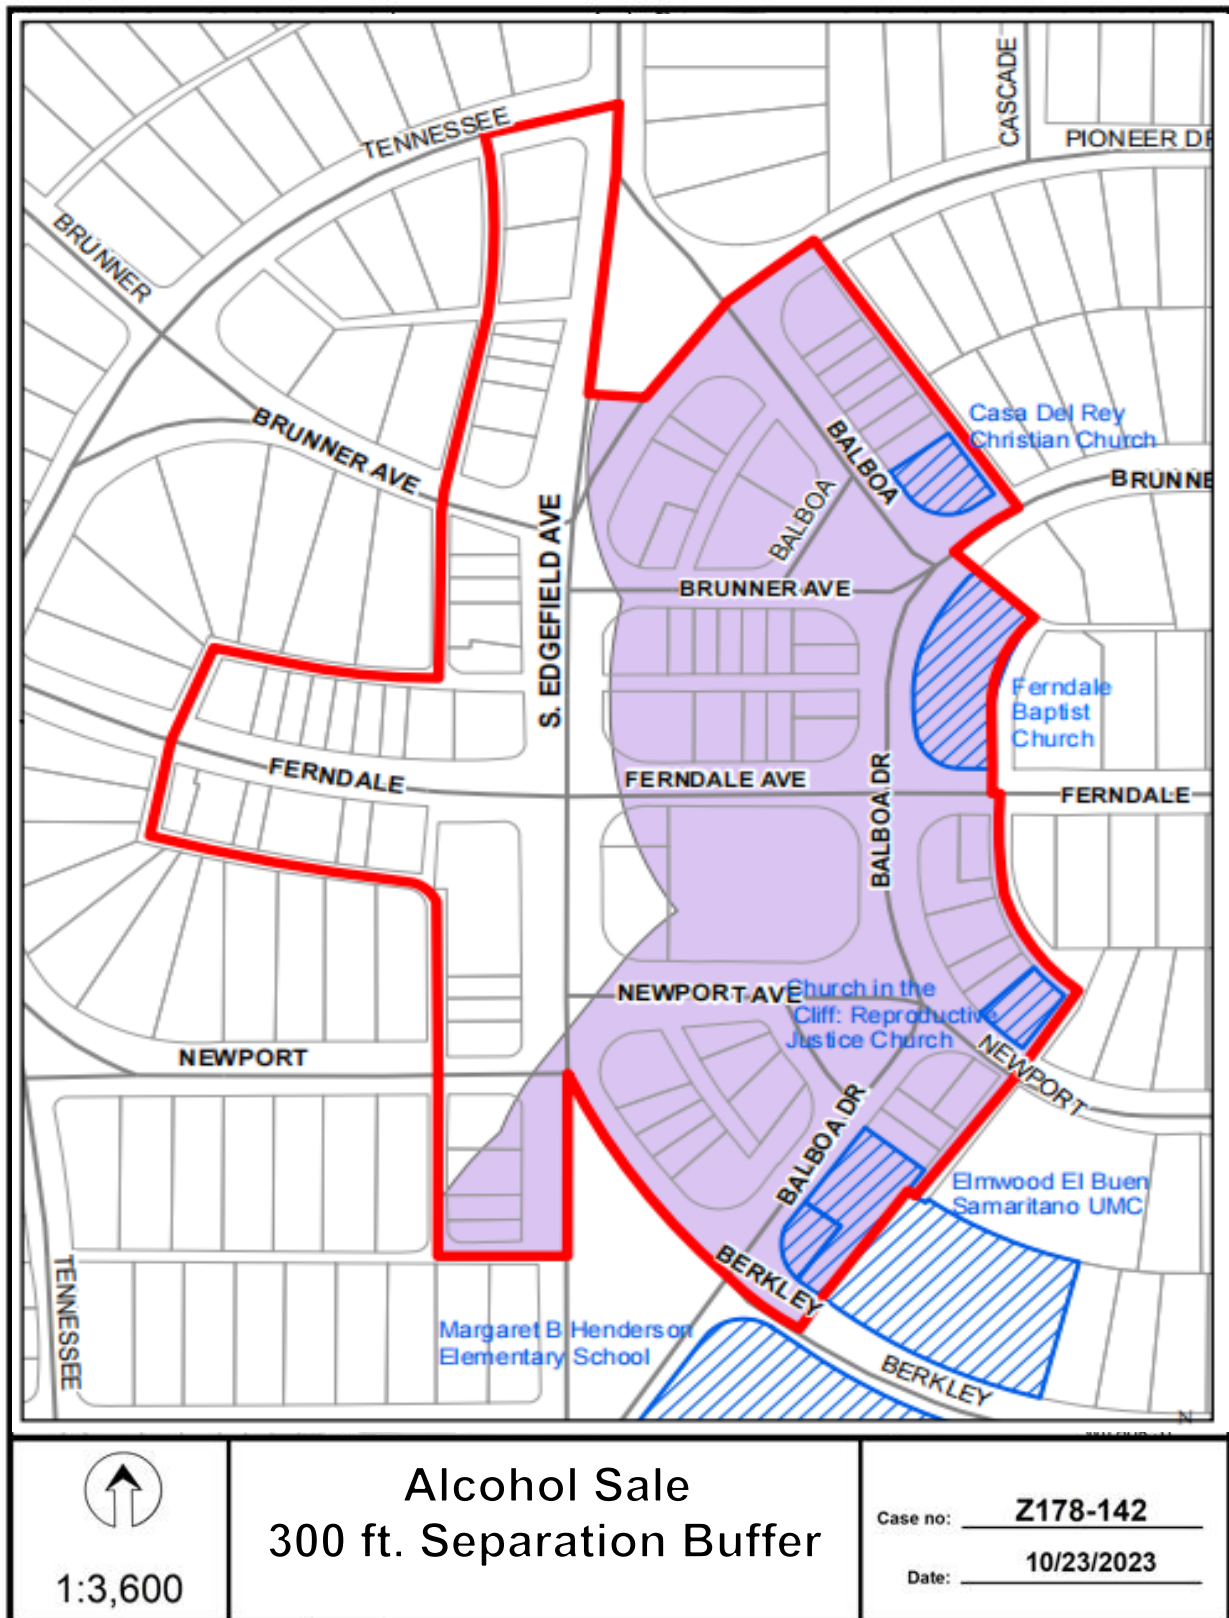 CASCADE
TENNESSEE
PIONEER DR
BRUNNER
BRUNNER AVE
Casa Del Rey
Christian Church
BALBOA
BRUNNE
BALBOA
S. EDGEFIELD AVE
BRUNNER AVE
Ferndale
Baptist
Church
FERNDALE
FERNDALE AVE
BALBOA DR
FERNDALE
NEWPORT AVE
Church in the
Cliff: Reproductive
Justice Church
NEWPORT
NEWPORT
BALBOA DR
Elmwood El Buen
Samaritano UMC
TENNESSEE
BERKLEY
Margaret B Henderson
Elementary School
BERKLEY
N
1:3,600
Alcohol Sale
300 ft. Separation Buffer
Case no: Z178-142
Date: 10/23/2023